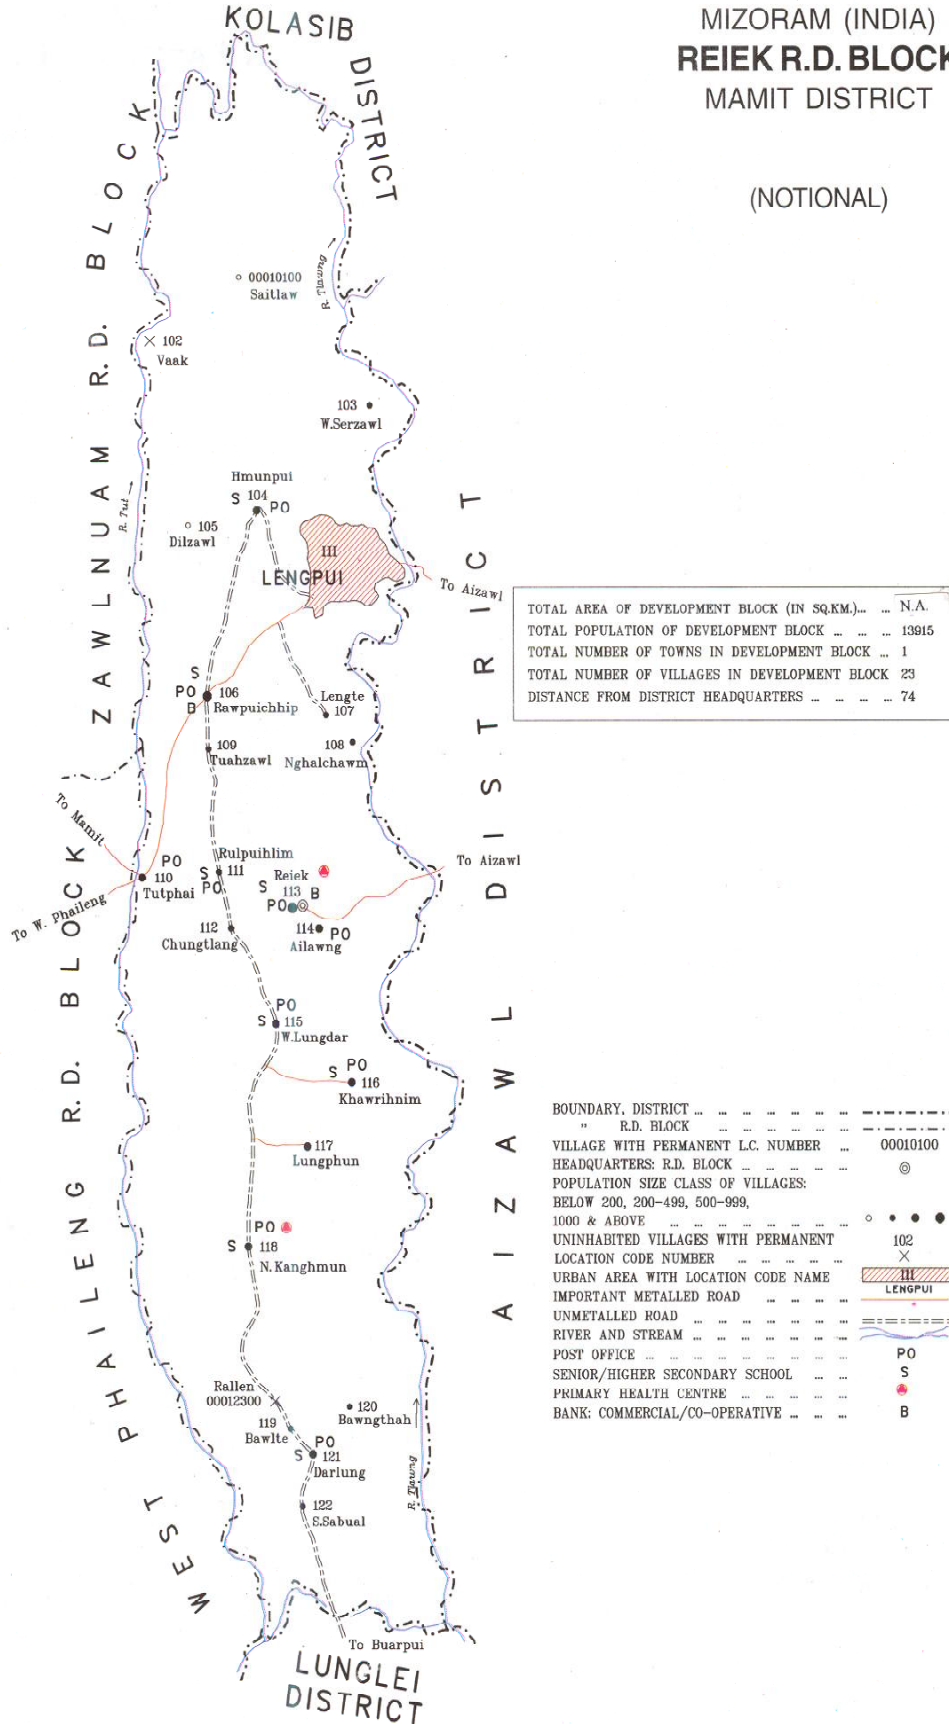 MIZORAM (INDIA)
REIEK R.D. BLOCK
MAMIT DISTRICT
(NOTIONAL)
KOLASIB
DISTRICT
ZAWLNUAM R.D. BLOCK
00010100
Saitlaw
R. Tlawng
102
Vaak
103
W.Serzawl
Hmunpui
S 104 PO
105
Dilzawl
R. Tut
III
LENGPUI
To Aizawl
S
PO 106
B Rawpuichhip
Lengte
107
109
Tuahzawl
108
Nghalchawm
To Mamit
PO
110
Tutphai
To W. Phaileng
Rulpuihlim
S 111
PO
Reiek
S 113 B
PO
To Aizawl
114 PO
Ailawng
112
Chungtlang
PO
S 115
W.Lungdar
S PO
116
Khawrihnim
117
Lungphun
PO
S 118
N.Kanghmun
Rallen
00012300
119
Bawlte
120
Bawngthah
PO
S 121
Darlung
122
S.Sabual
R. Tlawng
To Buarpui
LUNGLEI
DISTRICT
WEST PHAILENG R.D. BLOCK
AIZAWL DISTRICT
TOTAL AREA OF DEVELOPMENT BLOCK (IN SQ.KM.)... ... N.A.
TOTAL POPULATION OF DEVELOPMENT BLOCK ... ... ... 13915
TOTAL NUMBER OF TOWNS IN DEVELOPMENT BLOCK ... 1
TOTAL NUMBER OF VILLAGES IN DEVELOPMENT BLOCK 23
DISTANCE FROM DISTRICT HEADQUARTERS ... ... ... ... 74
BOUNDARY, DISTRICT ... ... ... ... ... ... ...
" R.D. BLOCK ... ... ... ... ... ...
VILLAGE WITH PERMANENT L.C. NUMBER ... 00010100
HEADQUARTERS: R.D. BLOCK ... ... ... ... ...
POPULATION SIZE CLASS OF VILLAGES:
BELOW 200, 200-499, 500-999,
1000 & ABOVE ... ... ... ... ... ... ...
UNINHABITED VILLAGES WITH PERMANENT 102
LOCATION CODE NUMBER ... ... ... ... ...
URBAN AREA WITH LOCATION CODE NAME III
LENGPUI
IMPORTANT METALLED ROAD ... ... ... ...
UNMETALLED ROAD ... ... ... ... ... ... ...
RIVER AND STREAM ... ... ... ... ... ... ...
POST OFFICE ... ... ... ... ... ... ... ... PO
SENIOR/HIGHER SECONDARY SCHOOL ... ... S
PRIMARY HEALTH CENTRE ... ... ... ... ...
BANK: COMMERCIAL/CO-OPERATIVE ... ... ... B